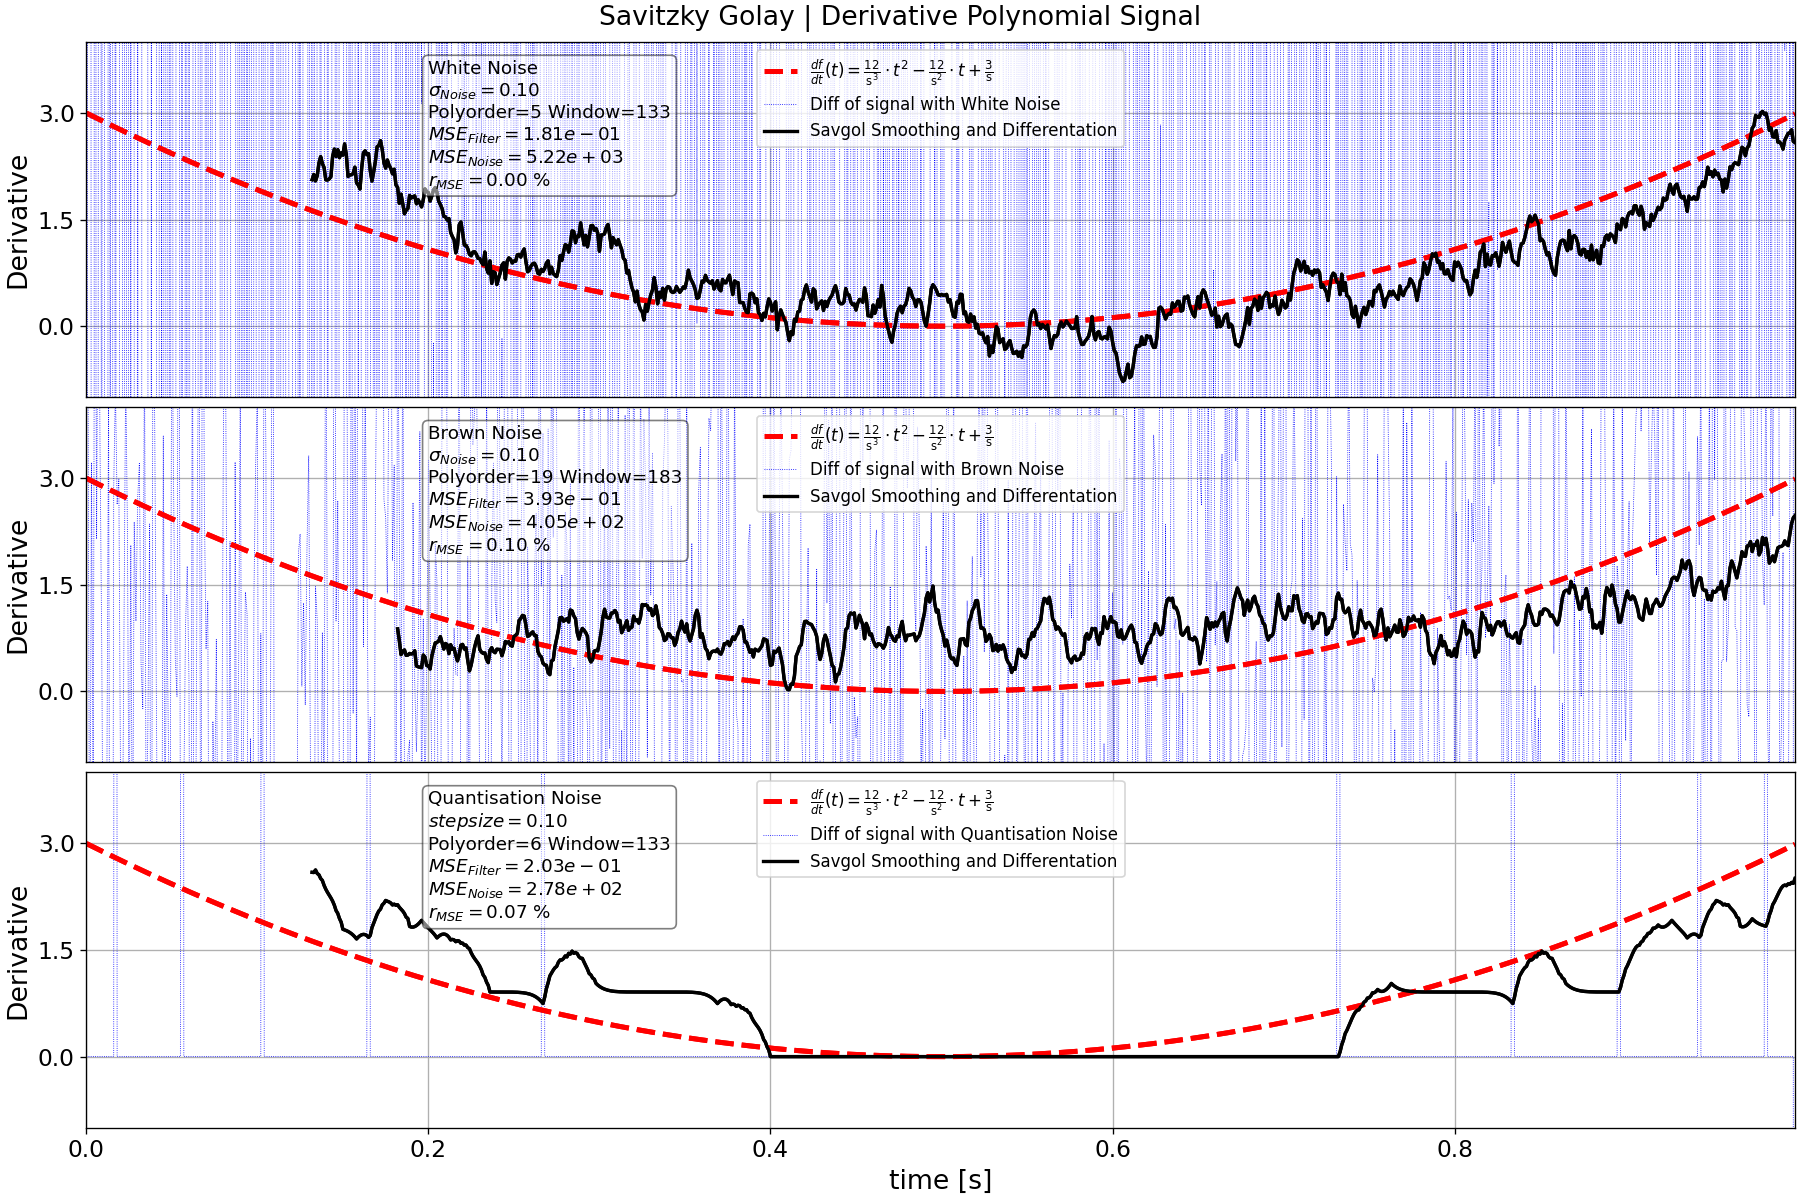 Savitzky Golay | Derivative Polynomial Signal
Derivative
3.0
1.5
0.0
White Noise
σ_Noise = 0.10
Polyorder=5 Window=133
MSE_Filter = 1.81e − 01
MSE_Noise = 5.22e + 03
r_MSE = 0.00 %
df/dt(t) = 12/s³ · t² − 12/s² · t + 3/s
Diff of signal with White Noise
Savgol Smoothing and Differentation
Derivative
3.0
1.5
0.0
Brown Noise
σ_Noise = 0.10
Polyorder=19 Window=183
MSE_Filter = 3.93e − 01
MSE_Noise = 4.05e + 02
r_MSE = 0.10 %
df/dt(t) = 12/s³ · t² − 12/s² · t + 3/s
Diff of signal with Brown Noise
Savgol Smoothing and Differentation
Derivative
3.0
1.5
0.0
Quantisation Noise
stepsize = 0.10
Polyorder=6 Window=133
MSE_Filter = 2.03e − 01
MSE_Noise = 2.78e + 02
r_MSE = 0.07 %
df/dt(t) = 12/s³ · t² − 12/s² · t + 3/s
Diff of signal with Quantisation Noise
Savgol Smoothing and Differentation
0.0 0.2 0.4 0.6 0.8
time [s]